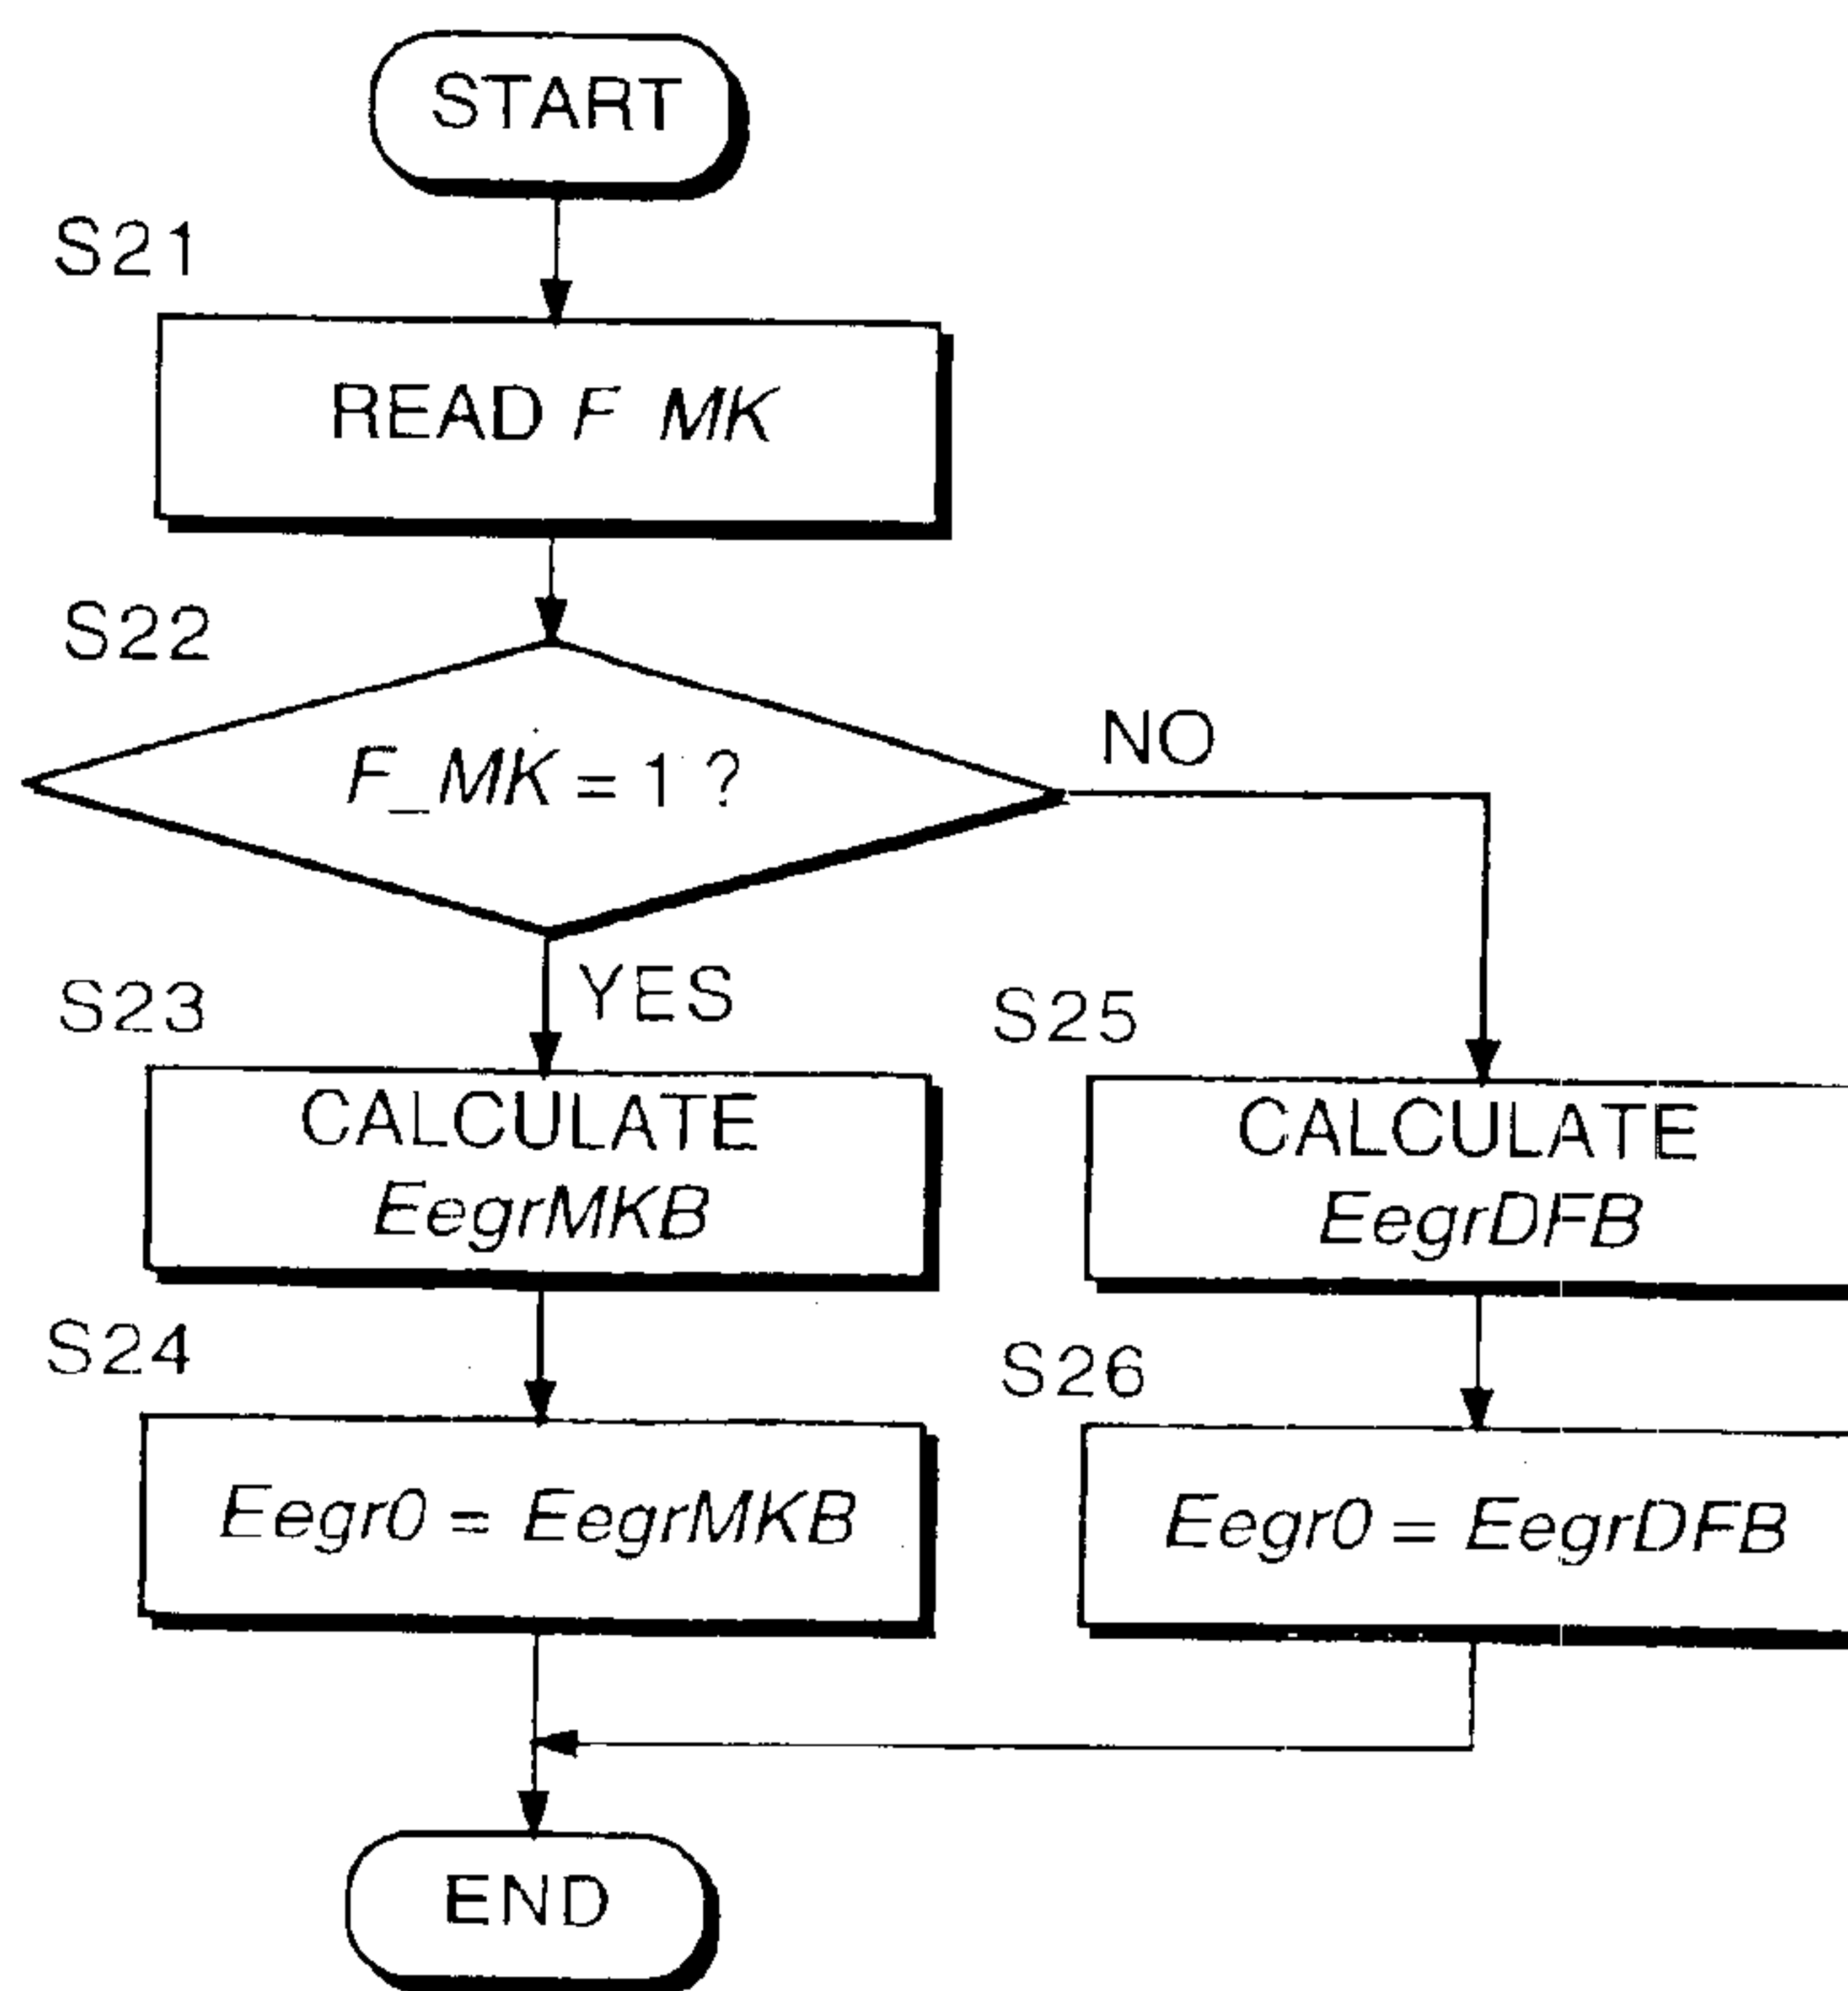 START
S21
READ F MK
S22
F_MK = 1 ?
NO
YES
S23
CALCULATE
EegrMKB
S25
CALCULATE
EegrDFB
S24
Eegr0 = EegrMKB
S26
Eegr0 = EegrDFB
END